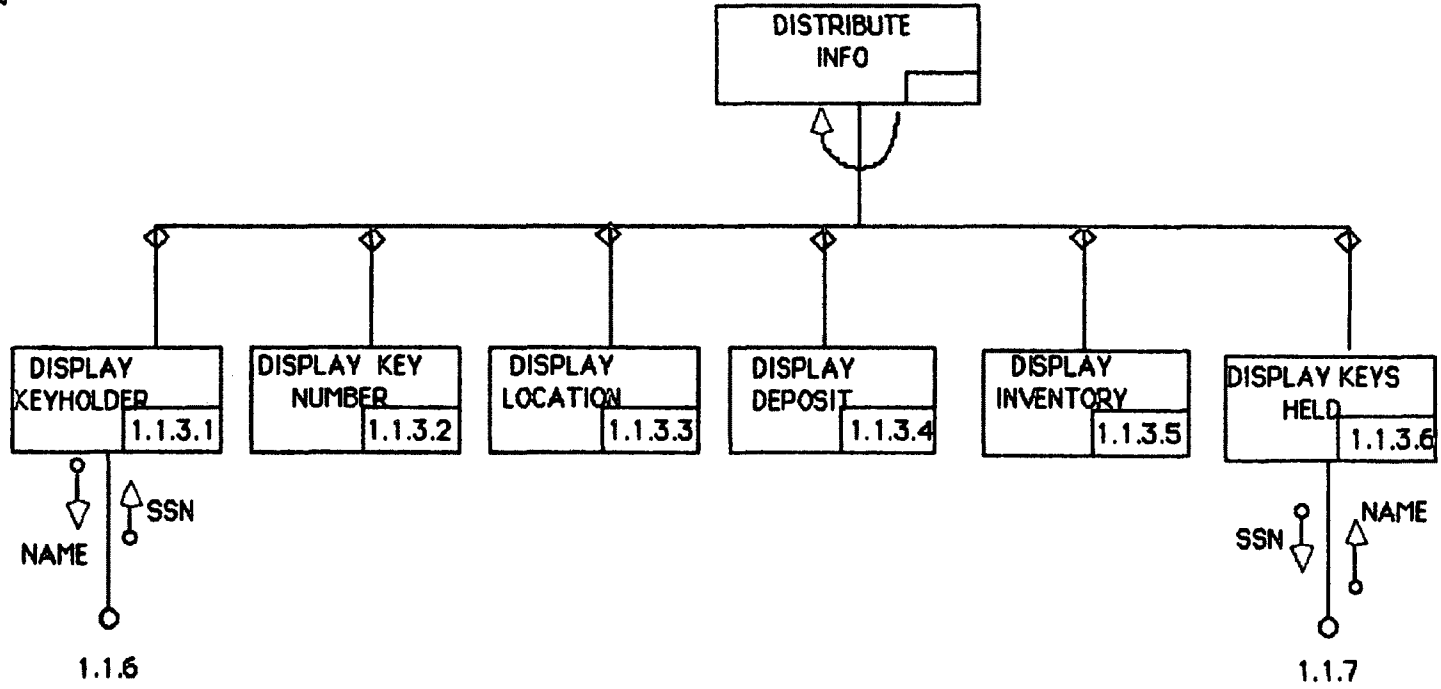 DISTRIBUTE
INFO
DISPLAY
KEYHOLDER
1.1.3.1
DISPLAY KEY
NUMBER
1.1.3.2
DISPLAY
LOCATION
1.1.3.3
DISPLAY
DEPOSIT
1.1.3.4
DISPLAY
INVENTORY
1.1.3.5
DISPLAY KEYS
HELD
1.1.3.6
NAME
SSN
1.1.6
SSN
NAME
1.1.7